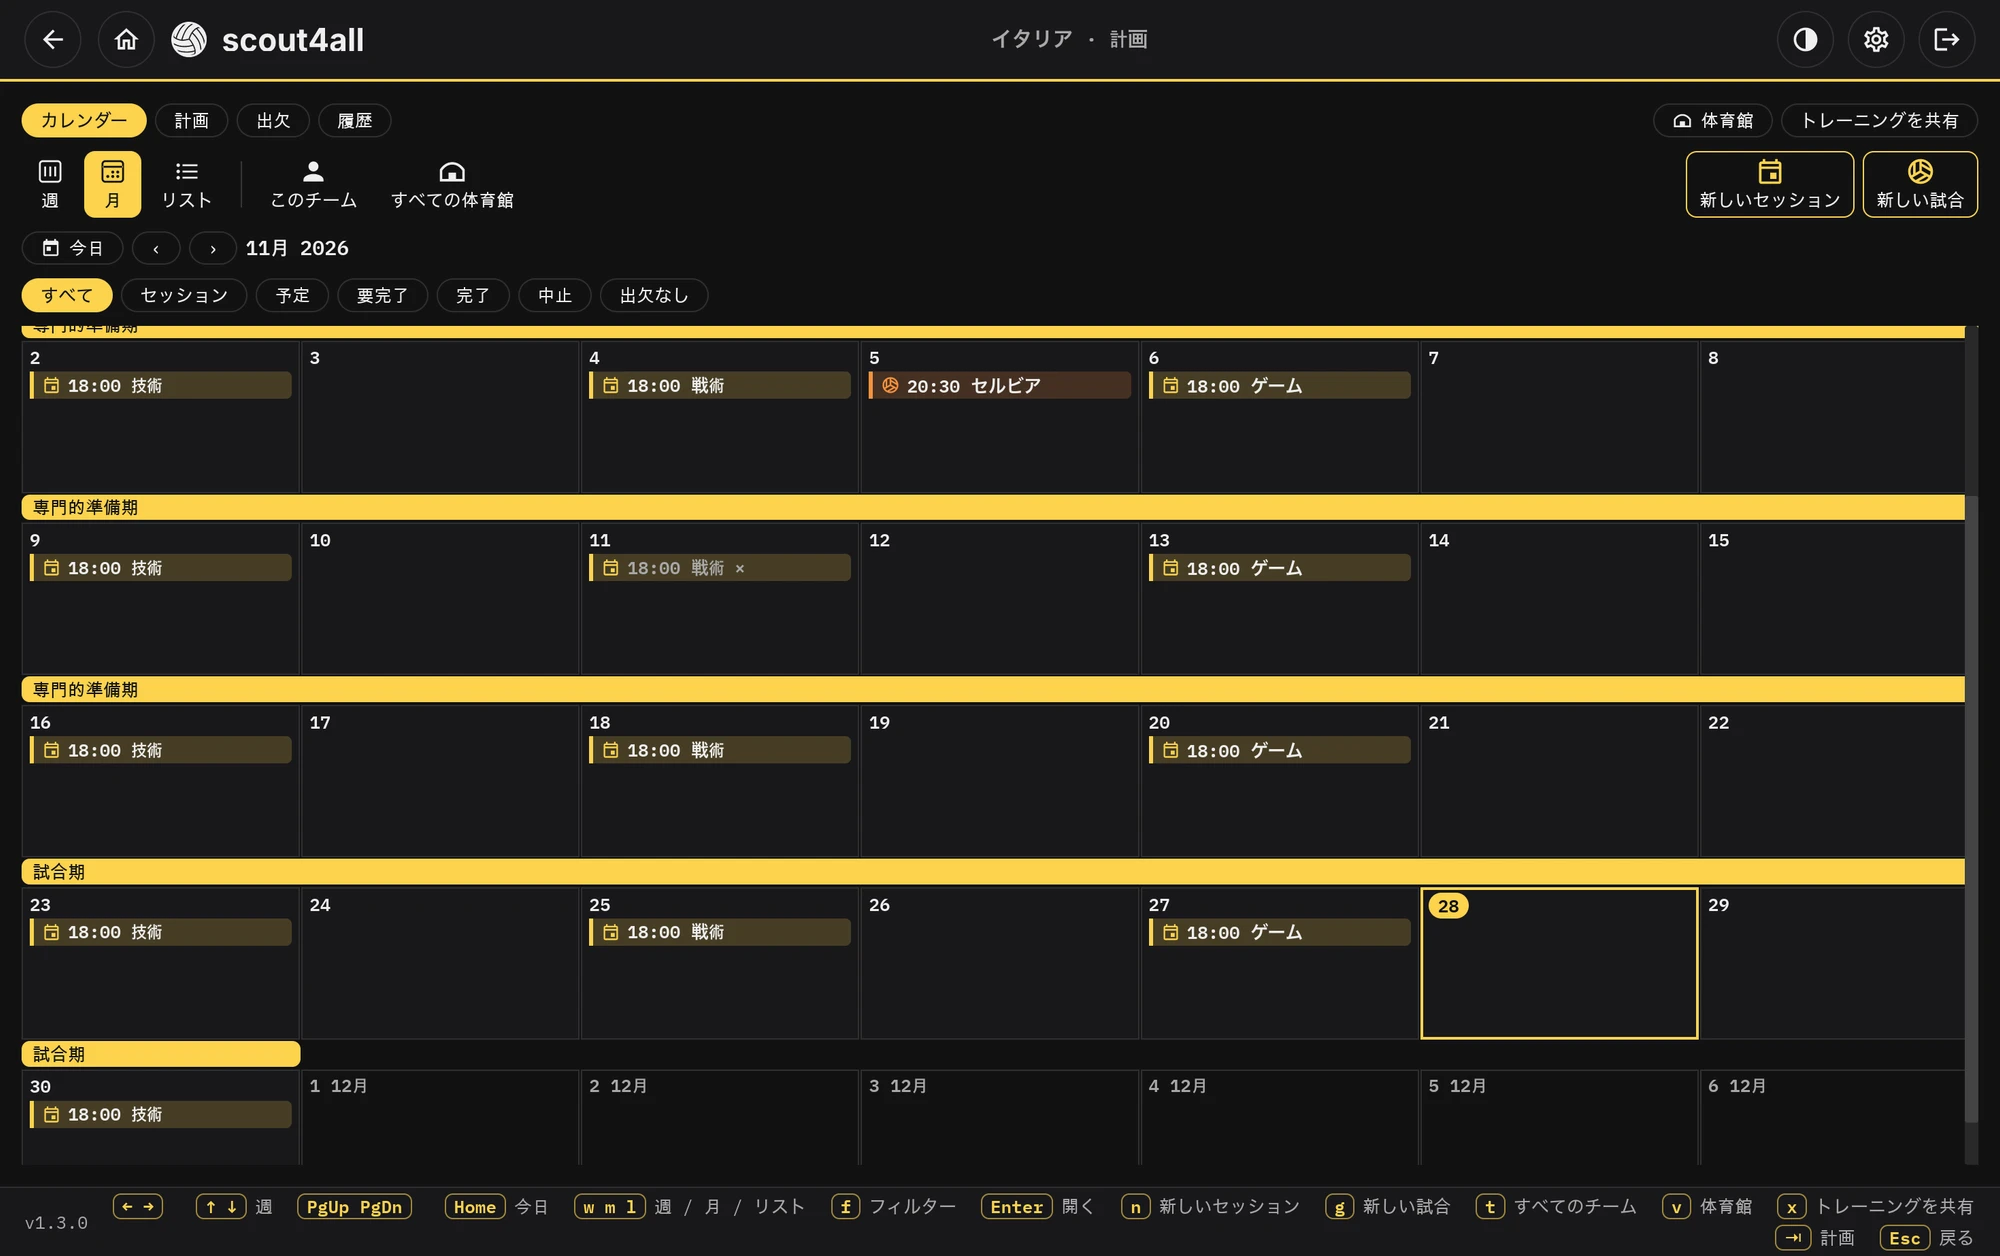 scout4all
イタリア · 計画
カレンダー 計画 出欠 履歴 体育館 トレーニングを共有
週 月 リスト このチーム すべての体育館 新しいセッション 新しい試合
今日 ‹ › 11月 2026
すべて セッション 予定 要完了 完了 中止 出欠なし
専門的準備期
2 3 4 5 6 7 8
18:00 技術 18:00 戦術 20:30 セルビア 18:00 ゲーム
専門的準備期
9 10 11 12 13 14 15
18:00 技術 18:00 戦術 × 18:00 ゲーム
専門的準備期
16 17 18 19 20 21 22
18:00 技術 18:00 戦術 18:00 ゲーム
試合期
23 24 25 26 27 28 29
18:00 技術 18:00 戦術 18:00 ゲーム
試合期
30 1 12月 2 12月 3 12月 4 12月 5 12月 6 12月
18:00 技術
← → ↑ ↓ 週 PgUp PgDn Home 今日 w m l 週 / 月 / リスト f フィルター Enter 開く n 新しいセッション g 新しい試合 t すべてのチーム v 体育館 x トレーニングを共有
v1.3.0 ⇥ 計画 Esc 戻る